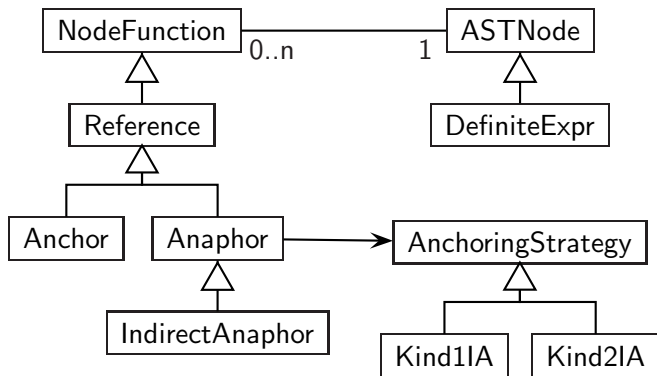 NodeFunction
ASTNode
0..n
1
Reference
DefiniteExpr
Anchor
Anaphor
AnchoringStrategy
IndirectAnaphor
Kind1IA
Kind2IA